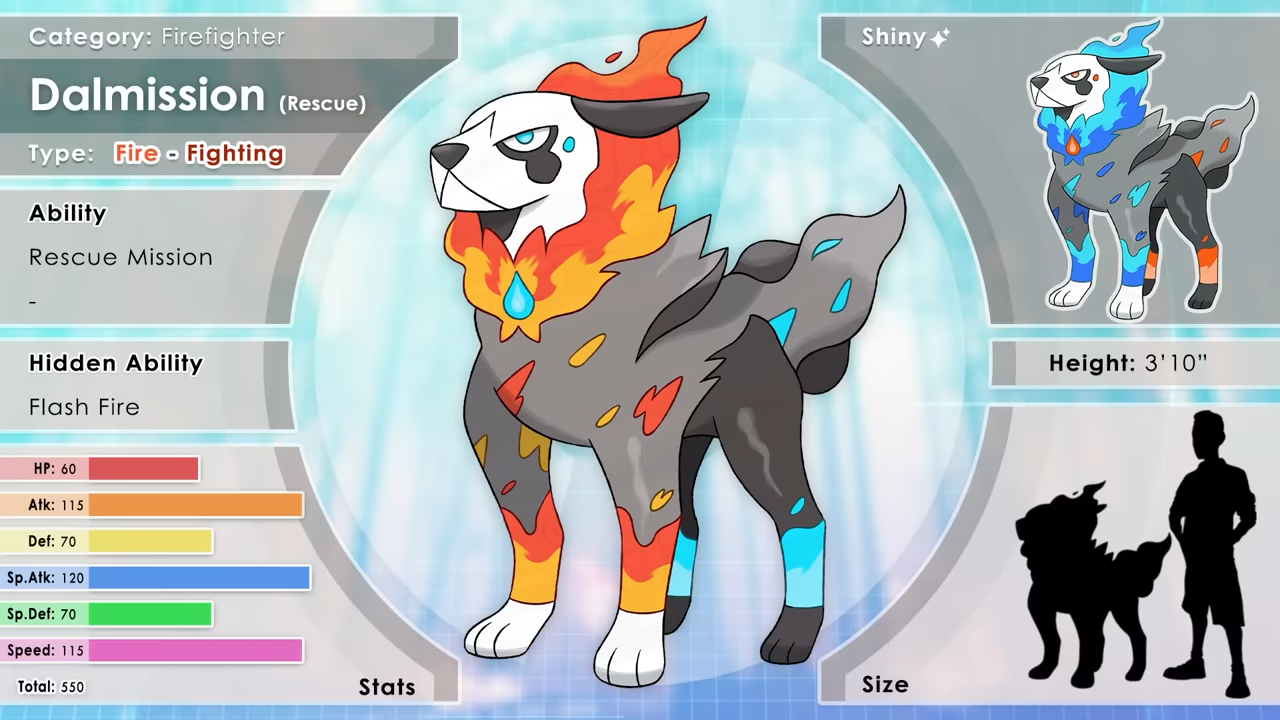 Category: Firefighter
Dalmission (Rescue)
Type: Fire - Fighting
Ability
Rescue Mission
-
Hidden Ability
Flash Fire
HP: 60
Atk: 115
Def: 70
Sp.Atk: 120
Sp.Def: 70
Speed: 115
Total: 550
Stats
Shiny
Height: 3’10”
Size